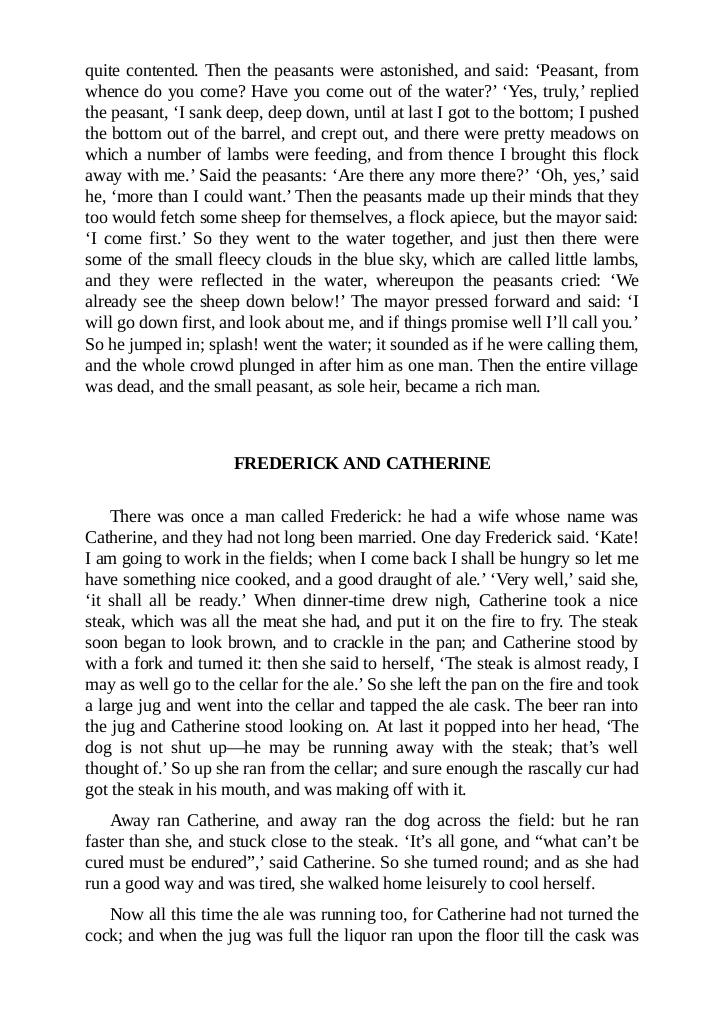 quite contented. Then the peasants were astonished, and said: ‘Peasant, from
whence do you come? Have you come out of the water?’ ‘Yes, truly,’ replied
the peasant, ‘I sank deep, deep down, until at last I got to the bottom; I pushed
the bottom out of the barrel, and crept out, and there were pretty meadows on
which a number of lambs were feeding, and from thence I brought this flock
away with me.’ Said the peasants: ‘Are there any more there?’ ‘Oh, yes,’ said
he, ‘more than I could want.’ Then the peasants made up their minds that they
too would fetch some sheep for themselves, a flock apiece, but the mayor said:
‘I come first.’ So they went to the water together, and just then there were
some of the small fleecy clouds in the blue sky, which are called little lambs,
and they were reflected in the water, whereupon the peasants cried: ‘We
already see the sheep down below!’ The mayor pressed forward and said: ‘I
will go down first, and look about me, and if things promise well I’ll call you.’
So he jumped in; splash! went the water; it sounded as if he were calling them,
and the whole crowd plunged in after him as one man. Then the entire village
was dead, and the small peasant, as sole heir, became a rich man.
FREDERICK AND CATHERINE
There was once a man called Frederick: he had a wife whose name was
Catherine, and they had not long been married. One day Frederick said. ‘Kate!
I am going to work in the fields; when I come back I shall be hungry so let me
have something nice cooked, and a good draught of ale.’ ‘Very well,’ said she,
‘it shall all be ready.’ When dinner-time drew nigh, Catherine took a nice
steak, which was all the meat she had, and put it on the fire to fry. The steak
soon began to look brown, and to crackle in the pan; and Catherine stood by
with a fork and turned it: then she said to herself, ‘The steak is almost ready, I
may as well go to the cellar for the ale.’ So she left the pan on the fire and took
a large jug and went into the cellar and tapped the ale cask. The beer ran into
the jug and Catherine stood looking on. At last it popped into her head, ‘The
dog is not shut up—he may be running away with the steak; that’s well
thought of.’ So up she ran from the cellar; and sure enough the rascally cur had
got the steak in his mouth, and was making off with it.
Away ran Catherine, and away ran the dog across the field: but he ran
faster than she, and stuck close to the steak. ‘It’s all gone, and “what can’t be
cured must be endured”,’ said Catherine. So she turned round; and as she had
run a good way and was tired, she walked home leisurely to cool herself.
Now all this time the ale was running too, for Catherine had not turned the
cock; and when the jug was full the liquor ran upon the floor till the cask was